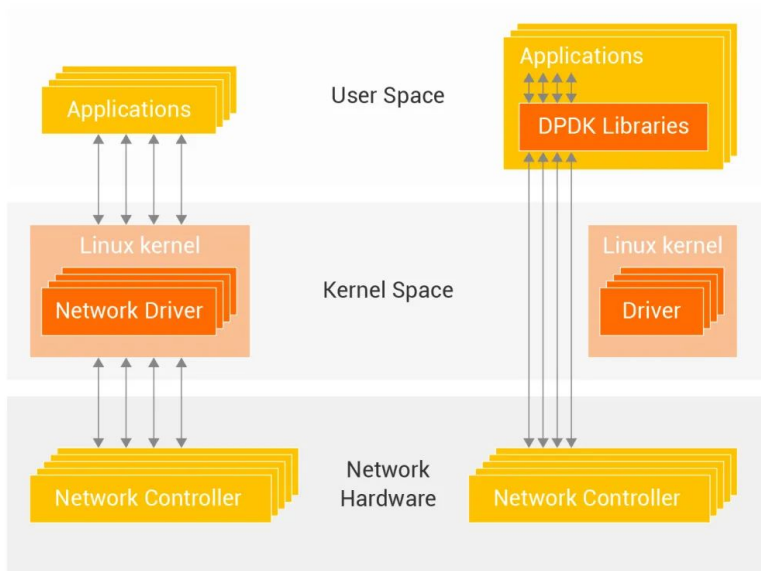 Applications
User Space
Applications
DPDK Libraries
Linux kernel
Network Driver
Kernel Space
Linux kernel
Driver
Network Controller
Network
Hardware
Network Controller